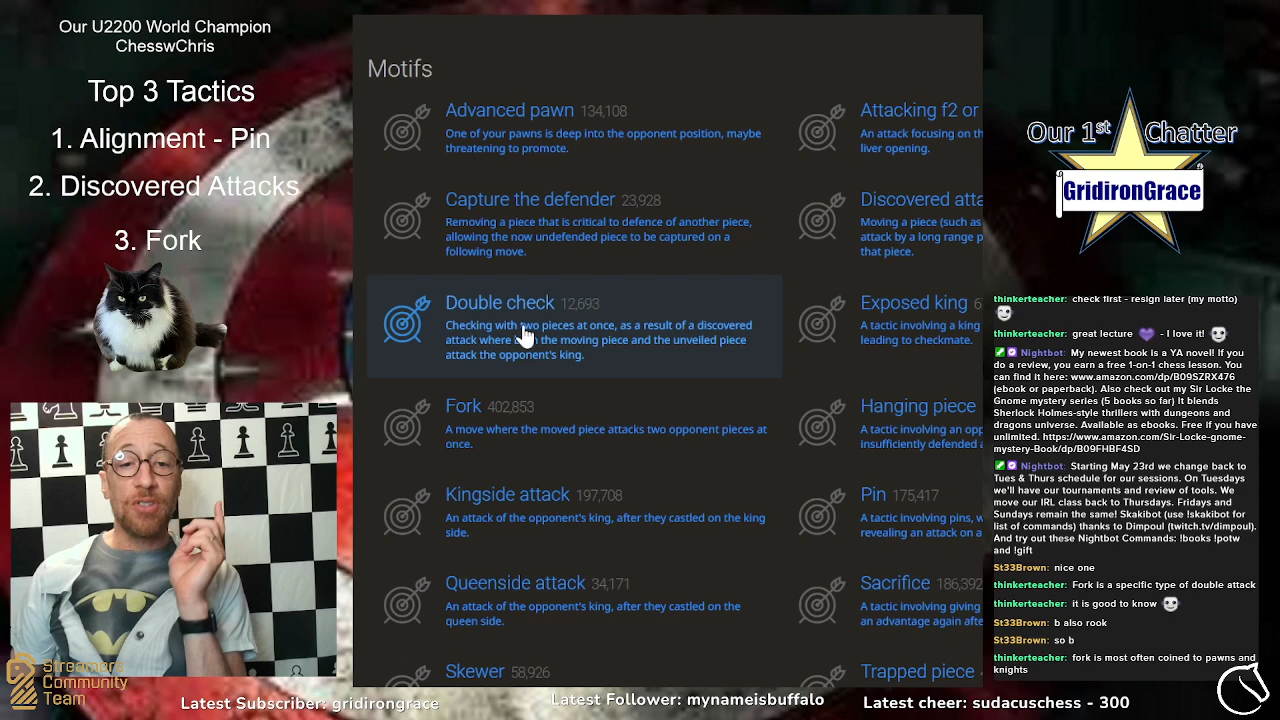 Our U2200 World Champion
ChesswChris
Top 3 Tactics
1. Alignment - Pin
2. Discovered Attacks
3. Fork
Streamers
Community
Team
Motifs
Advanced pawn 134,108
One of your pawns is deep into the opponent position, maybe
threatening to promote.
Capture the defender 23,928
Removing a piece that is critical to defence of another piece,
allowing the now undefended piece to be captured on a
following move.
Double check 12,693
Checking with two pieces at once, as a result of a discovered
attack where the moving piece and the unveiled piece
attack the opponent's king.
Fork 402,853
A move where the moved piece attacks two opponent pieces at
once.
Kingside attack 197,708
An attack of the opponent's king, after they castled on the king
side.
Queenside attack 34,171
An attack of the opponent's king, after they castled on the
queen side.
Skewer 58,926
Attacking f2 or
An attack focusing on th
liver opening.
Discovered atta
Moving a piece (such as
attack by a long range p
that piece.
Exposed king 6
A tactic involving a king
leading to checkmate.
Hanging piece
A tactic involving an opp
insufficiently defended
Pin 175,417
A tactic involving pins, w
revealing an attack on a
Sacrifice 186,392
A tactic involving giving
an advantage again afte
Trapped piece
Our 1st Chatter
GridironGrace
thinkerteacher: check first - resign later (my motto)
thinkerteacher: great lecture - I love it!
Nightbot: My newest book is a YA novel! If you
do a review, you earn a free 1-on-1 chess lesson. You
can find it here: www.amazon.com/dp/B09SZRX476
(ebook or paperback). Also check out my Sir Locke the
Gnome mystery series (5 books so far) It blends
Sherlock Holmes-style thrillers with dungeons and
dragons universe. Available as ebooks. Free if you have
unlimited. https://www.amazon.com/Sir-Locke-gnome-
mystery-Book/dp/B09FHBF4SD
Nightbot: Starting May 23rd we change back to
Tues & Thurs schedule for our sessions. On Tuesdays
we'll have our tournaments and review of tools. We
move our IRL class back to Thursdays. Fridays and
Sundays remain the same! Skakibot (use !skakibot for
list of commands) thanks to Dimpoul (twitch.tv/dimpoul).
And try out these Nightbot Commands: !books !potw
and !gift
St33Brown: nice one
thinkerteacher: Fork is a specific type of double attack
thinkerteacher: it is good to know
St33Brown: b also rook
St33Brown: so b
thinkerteacher: fork is most often coined to pawns and
knights
Latest Subscriber: gridirongrace
Latest Follower: mynameisbuffalo
Latest cheer: sudacuschess - 300